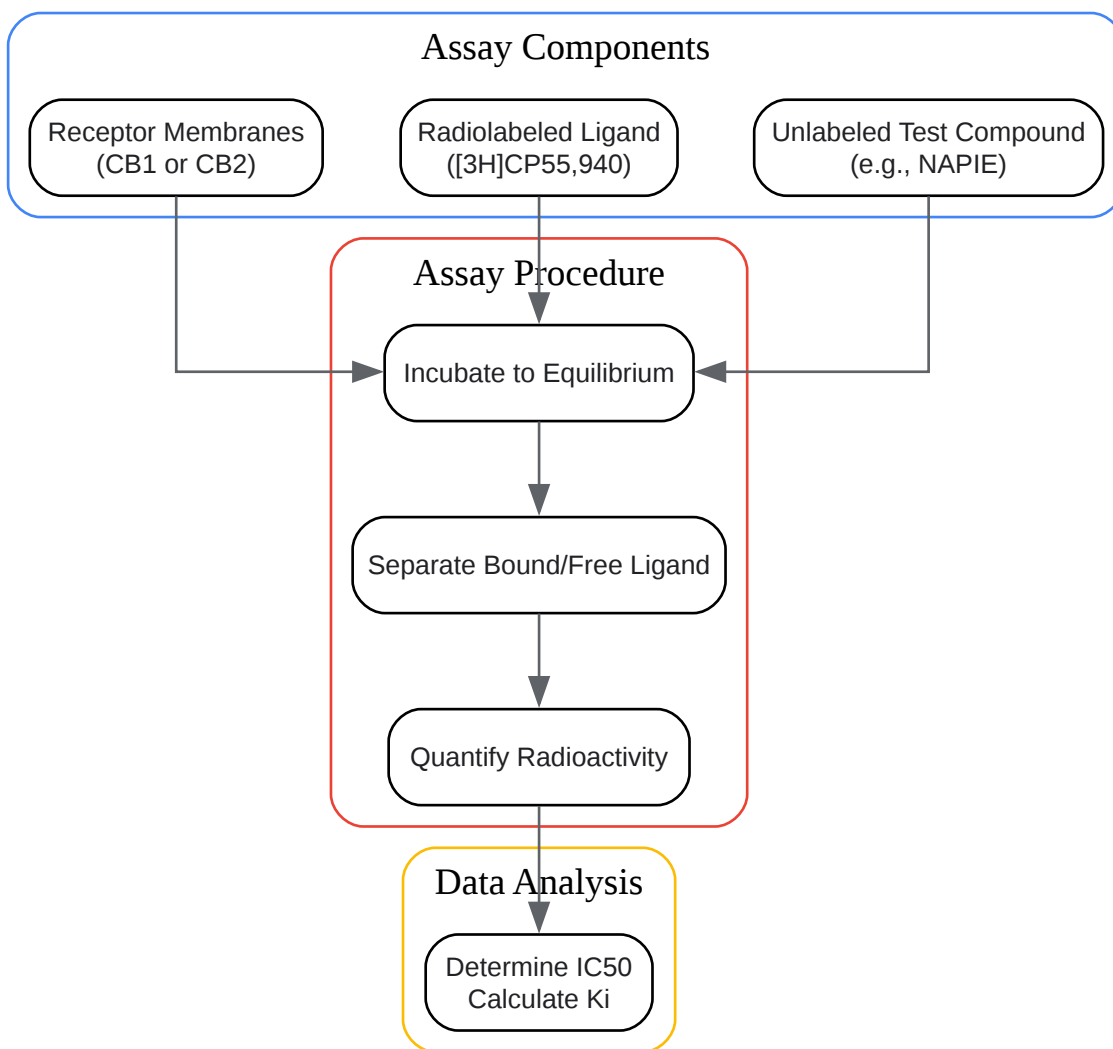 Assay Components
Receptor Membranes
(CB1 or CB2)
Radiolabeled Ligand
([3H]CP55,940)
Unlabeled Test Compound
(e.g., NAPIE)
Assay Procedure
Incubate to Equilibrium
Separate Bound/Free Ligand
Quantify Radioactivity
Data Analysis
Determine IC50
Calculate Ki